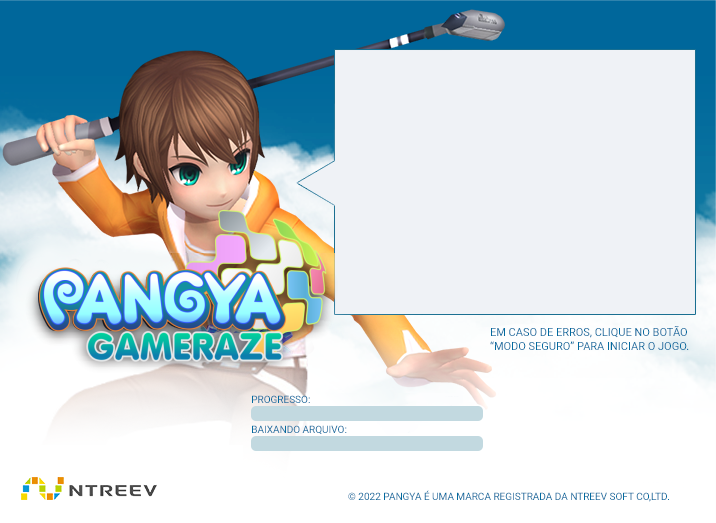 PANGYA
GAMERAZE
EM CASO DE ERROS, CLIQUE NO BOTÃO
“MODO SEGURO” PARA INICIAR O JOGO.
PROGRESSO:
BAIXANDO ARQUIVO:
NTREEV
© 2022 PANGYA É UMA MARCA REGISTRADA DA NTREEV SOFT CO,LTD.